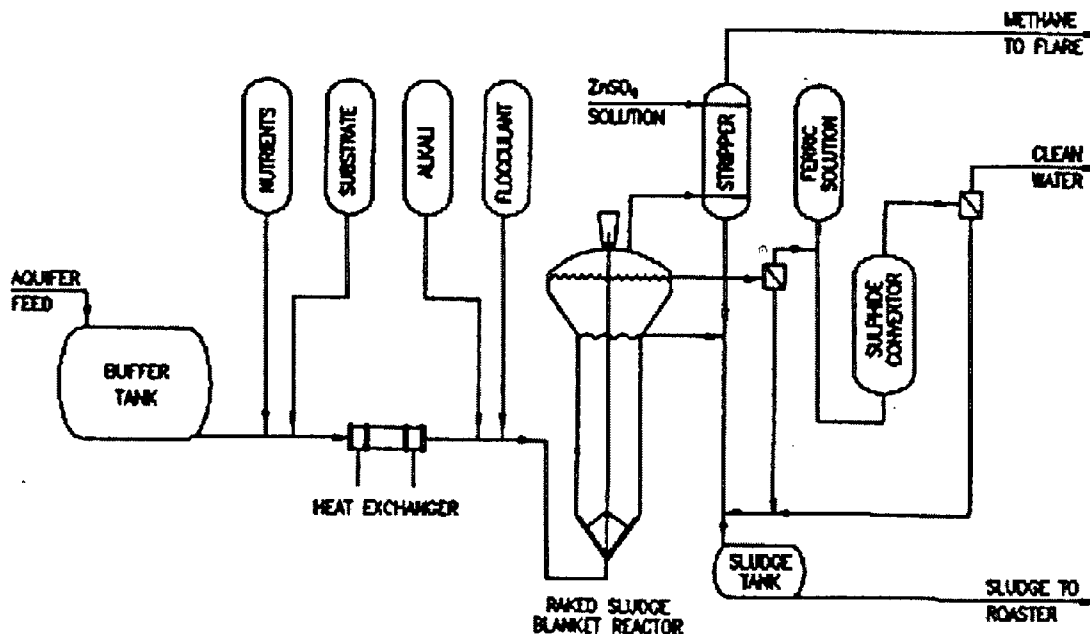 METHANE
TO FLARE
ZnSO₄
SOLUTION
NUTRIENTS
SUBSTRATE
ALKALI
FLOCCULANT
STRIPPER
FERRIC
SOLUTION
CLEAN
WATER
AQUIFER
FEED
BUFFER
TANK
SULPHIDE
CONVERTOR
HEAT EXCHANGER
SLUDGE
TANK
SLUDGE TO
ROASTER
RAKED SLUDGE
BLANKET REACTOR